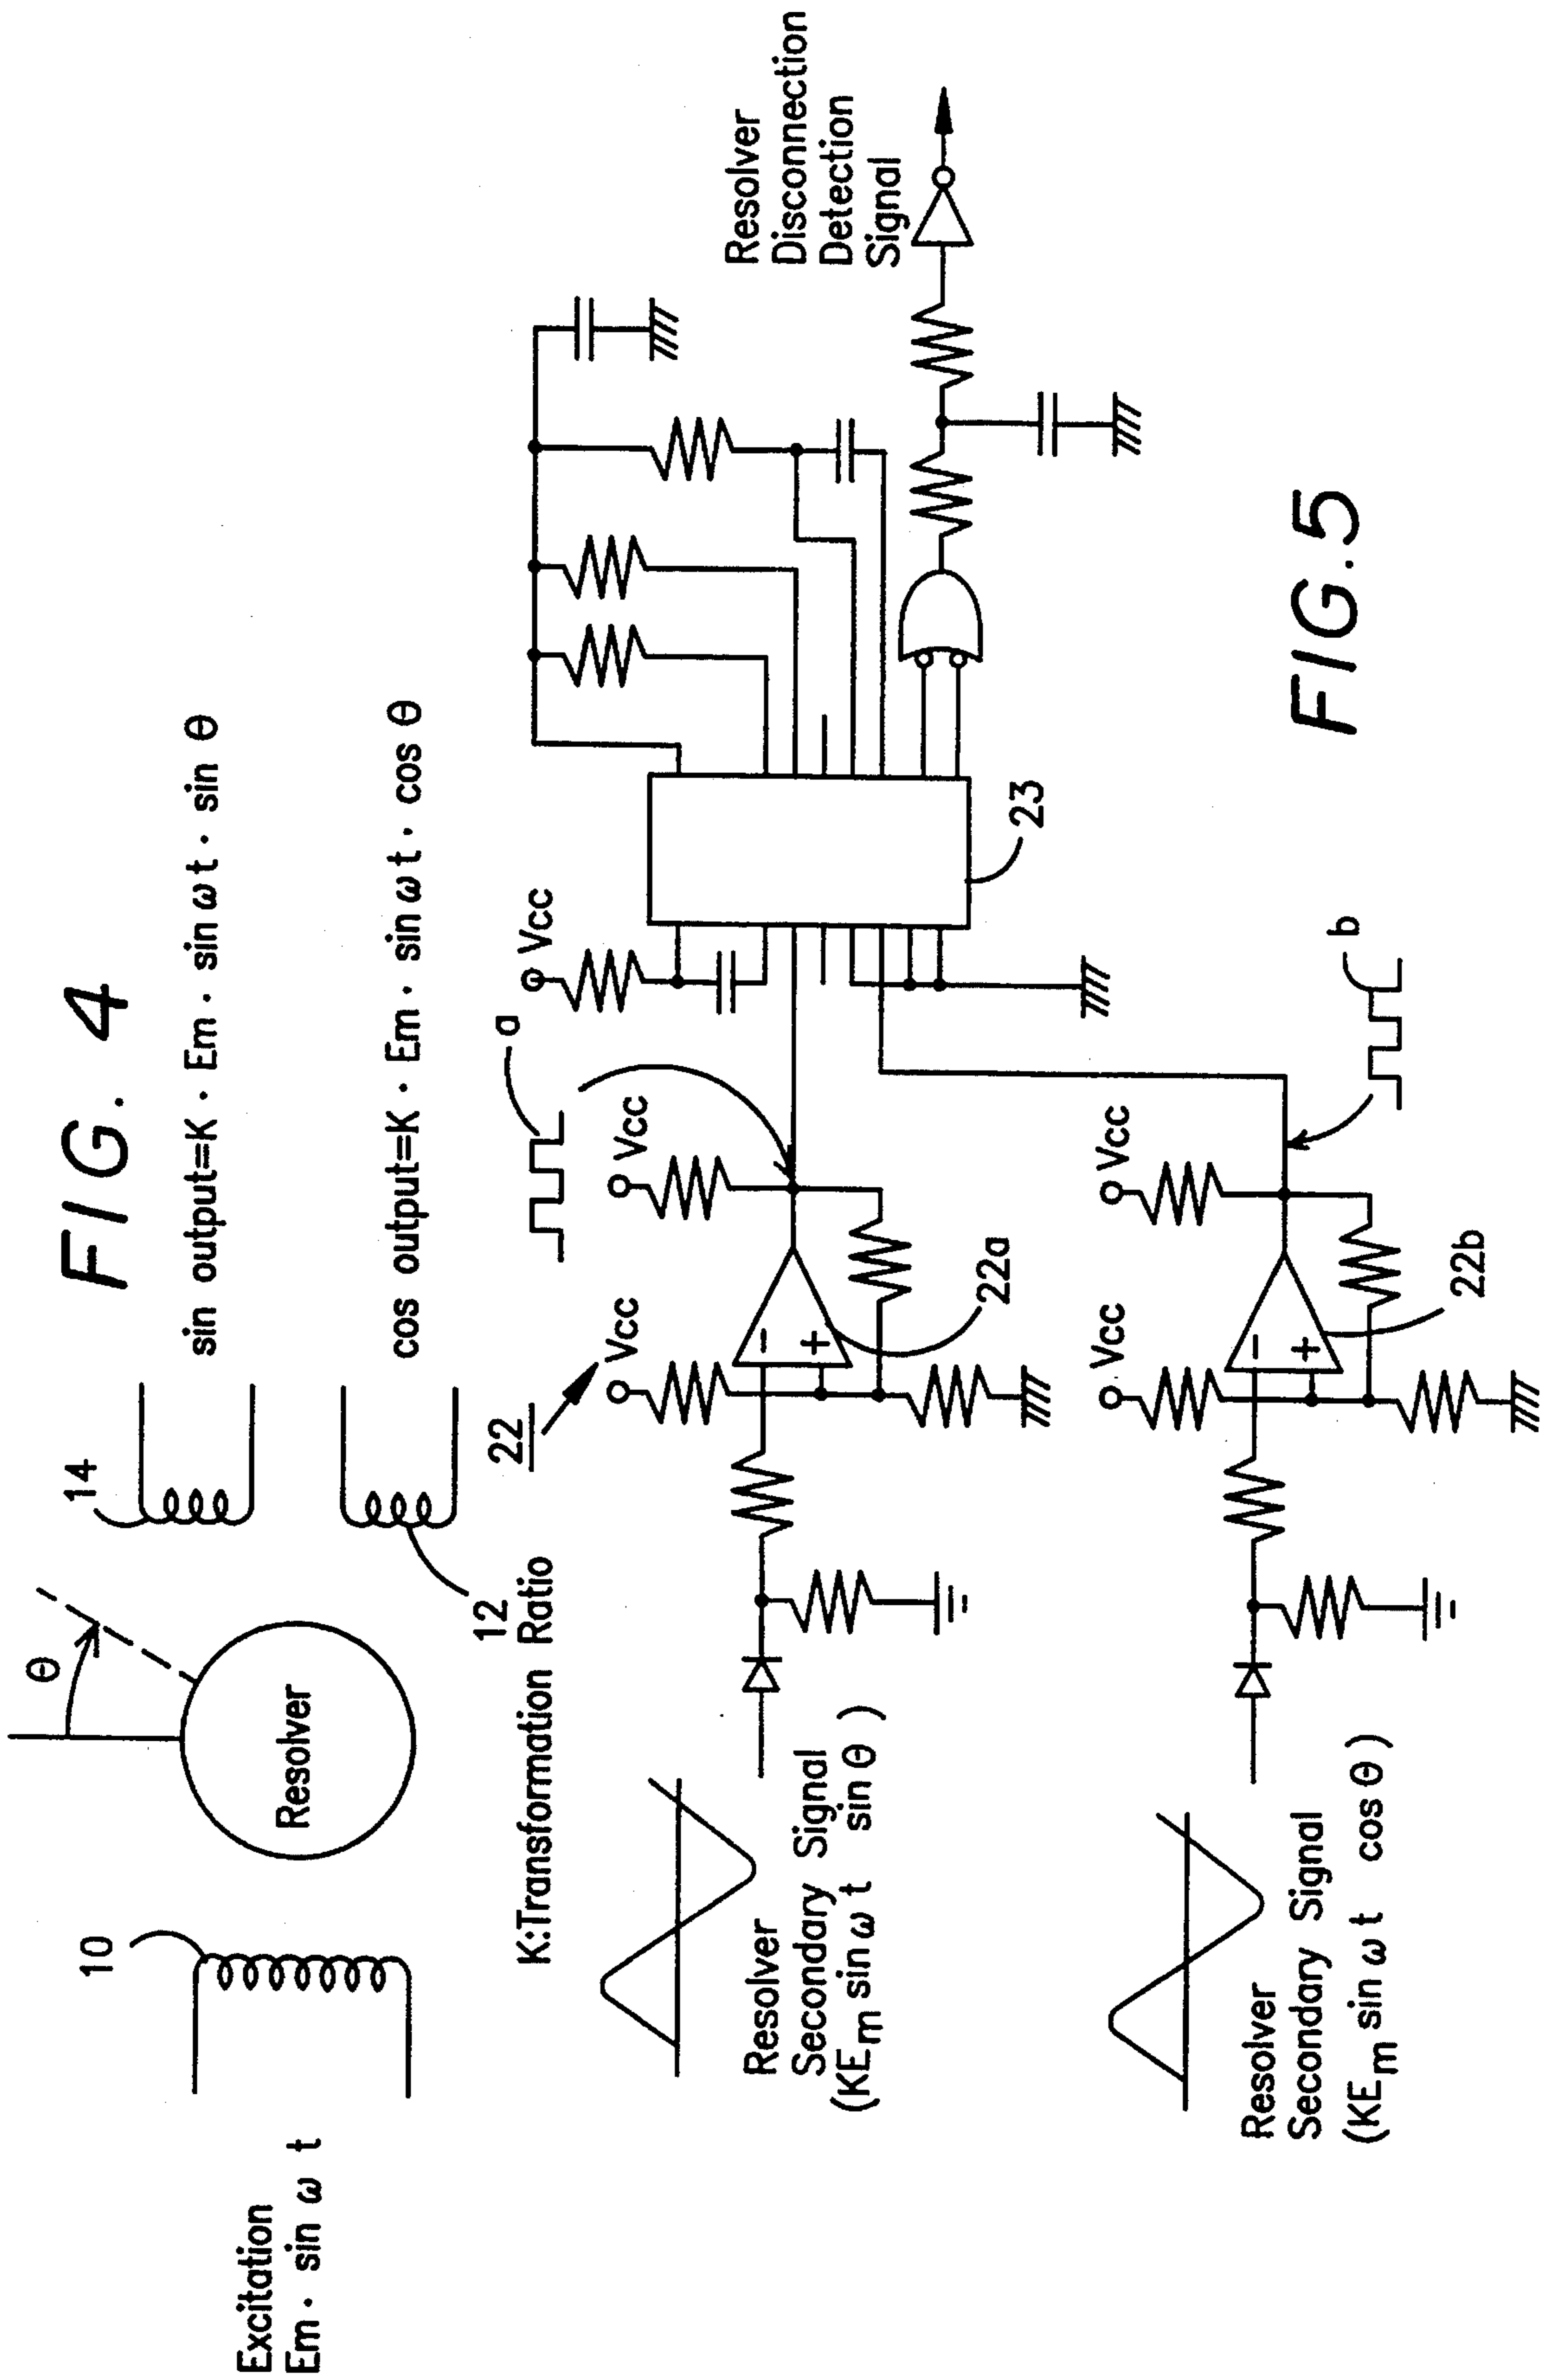 FIG. 4
Excitation
Em · sin ω t
10
Resolver
θ
14
12
sin output=K · Em · sin ωt · sin θ
cos output=K · Em · sin ωt · cos θ
K:Transformation Ratio
22
Vcc
Vcc
a
Vcc
Resolver
Disconnection
Detection
Signal
Resolver
Secondary Signal
(KEm sin ω t sin θ)
−
+
22a
23
Vcc
Vcc
b
Resolver
Secondary Signal
(KEm sin ω t cos θ)
−
+
22b
FIG.5